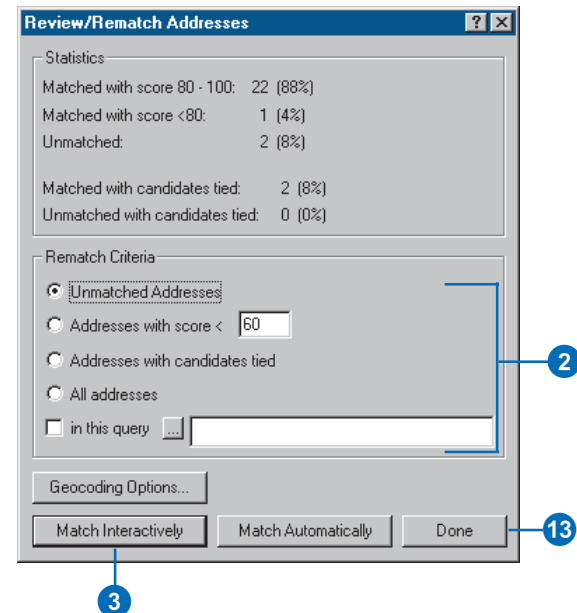 Review/Rematch Addresses
Statistics
Matched with score 80 - 100: 22 (88%)
Matched with score <80: 1 (4%)
Unmatched: 2 (8%)
Matched with candidates tied: 2 (8%)
Unmatched with candidates tied: 0 (0%)
Rematch Criteria
Unmatched Addresses
Addresses with score < 60
Addresses with candidates tied
2
All addresses
in this query ...
Geocoding Options...
Match Interactively Match Automatically Done 13
3